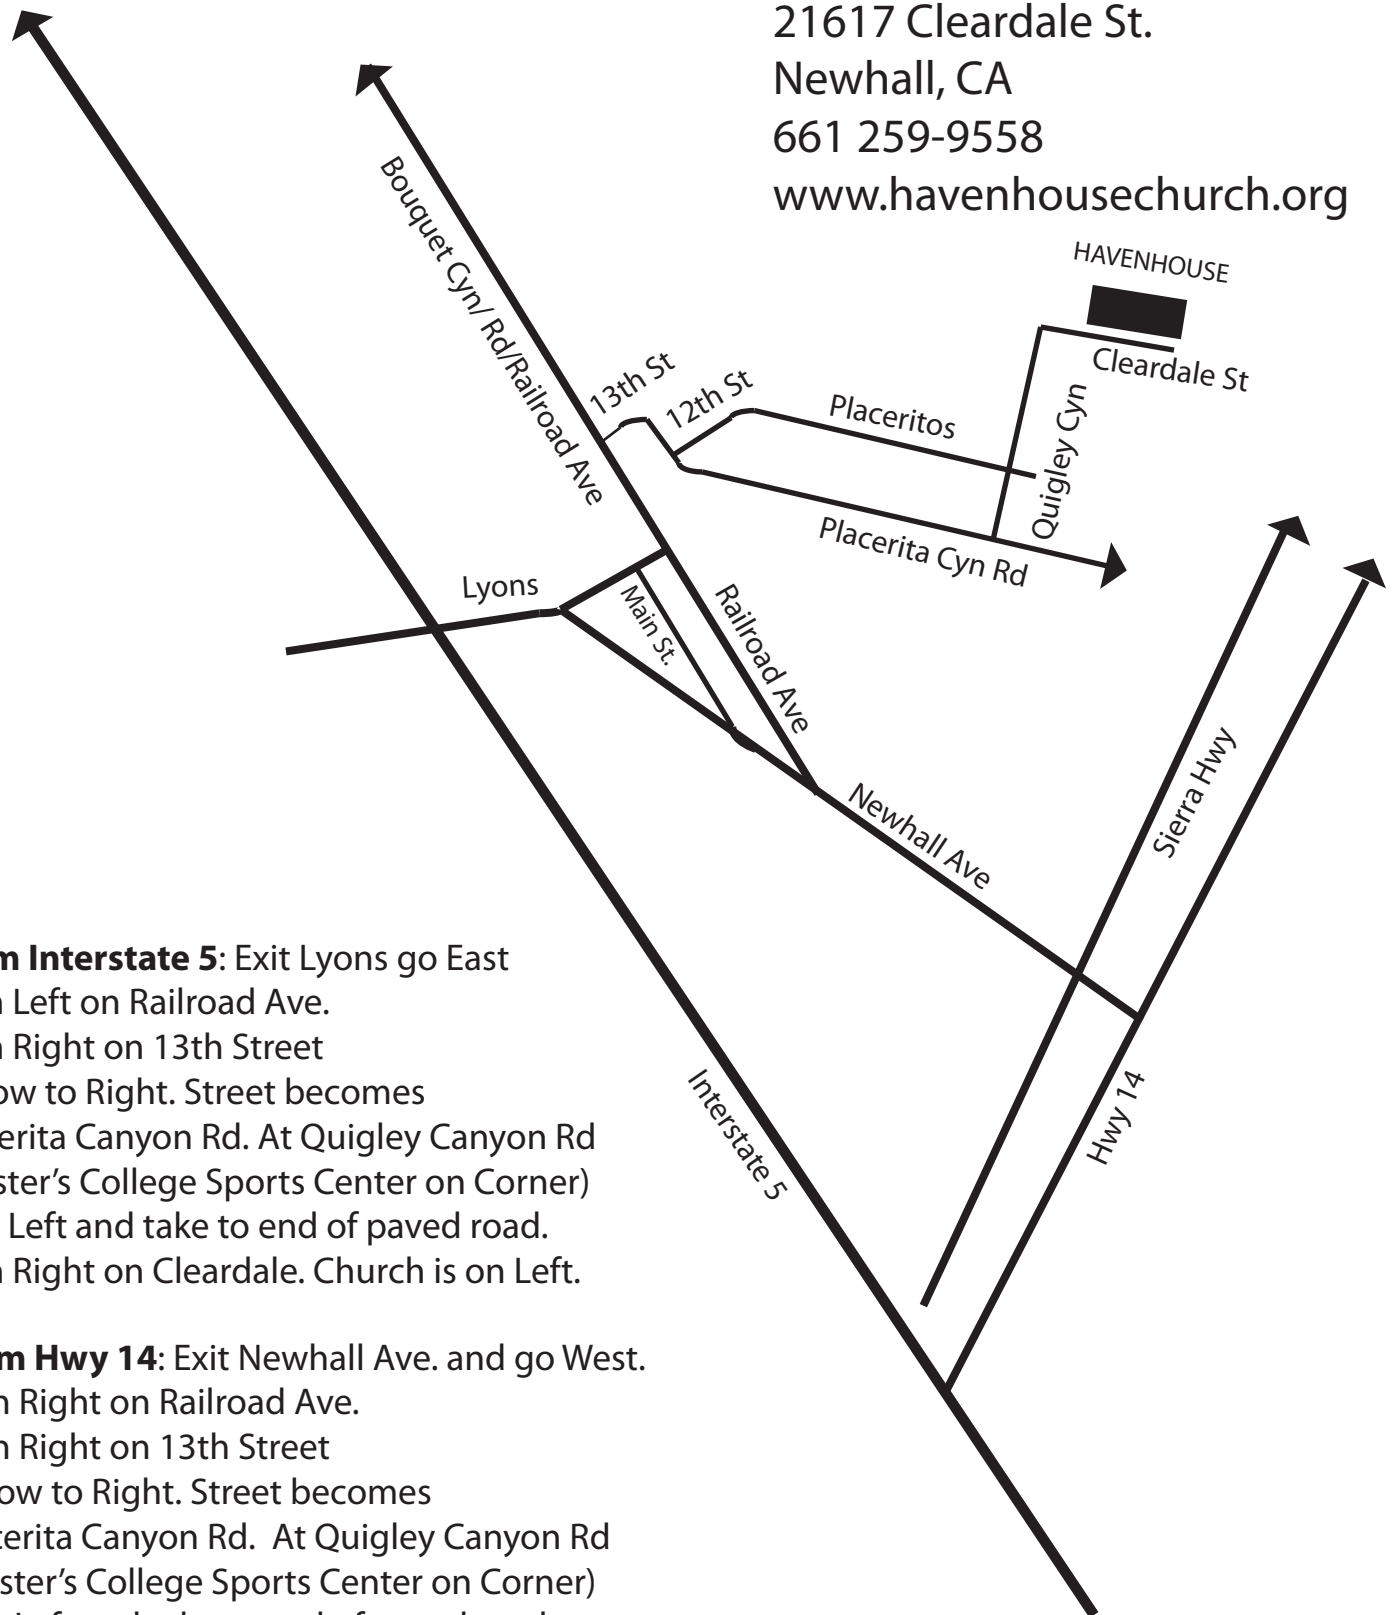 21617 Cleardale St.
Newhall, CA
661 259-9558
www.havenhousechurch.org
HAVENHOUSE
Cleardale St
Bouquet Cyn/ Rd/Railroad Ave
13th St
12th St
Placeritos
Quigley Cyn
Placerita Cyn Rd
Lyons
Main St.
Railroad Ave
Newhall Ave
Sierra Hwy
Hwy 14
Interstate 5
m Interstate 5: Exit Lyons go East
n Left on Railroad Ave.
n Right on 13th Street
ow to Right. Street becomes
cerita Canyon Rd. At Quigley Canyon Rd
ster's College Sports Center on Corner)
Left and take to end of paved road.
n Right on Cleardale. Church is on Left.
m Hwy 14: Exit Newhall Ave. and go West.
n Right on Railroad Ave.
n Right on 13th Street
ow to Right. Street becomes
cerita Canyon Rd. At Quigley Canyon Rd
ster's College Sports Center on Corner)